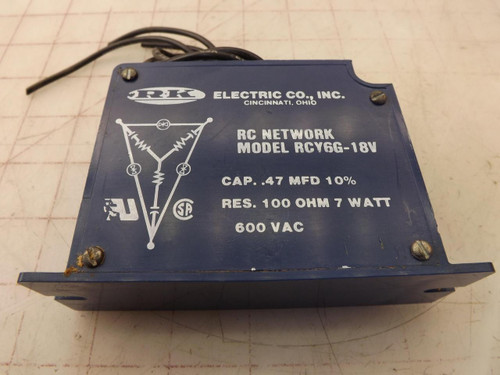 RK ELECTRIC CO., INC.
CINCINNATI, OHIO
RC NETWORK
MODEL RCY6G-18V
CAP. .47 MFD 10%
RES. 100 OHM 7 WATT
600 VAC